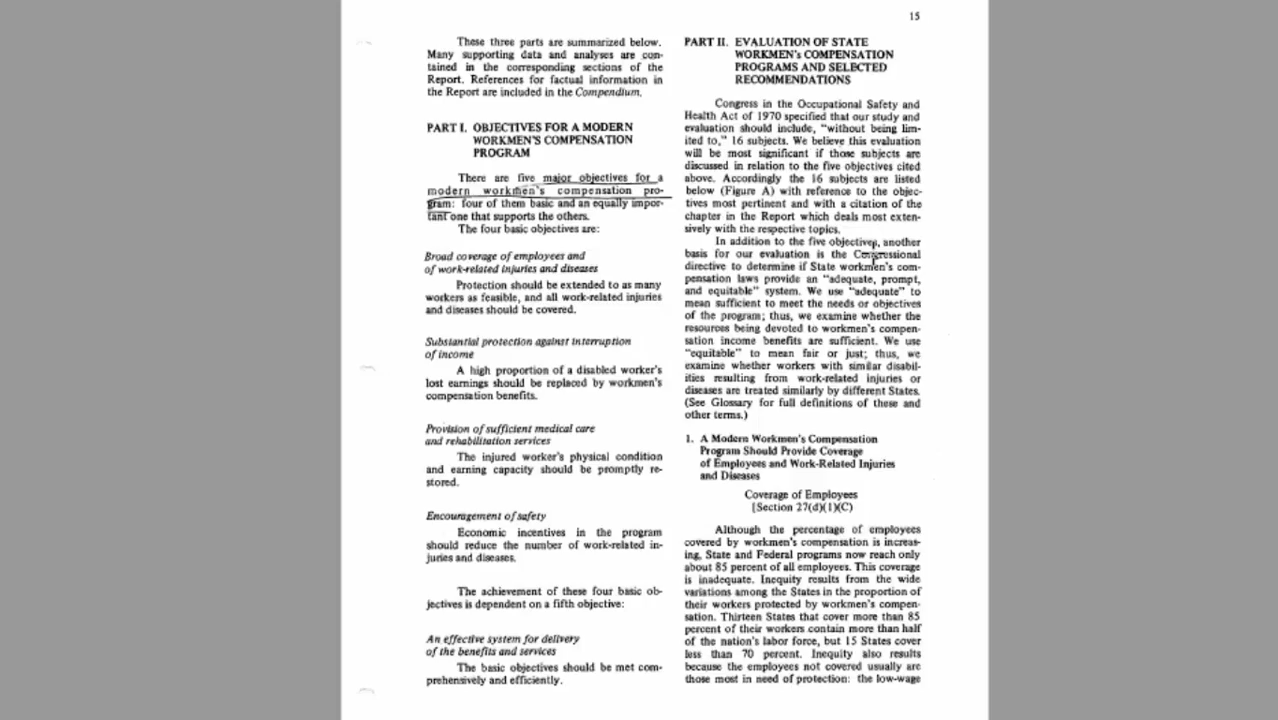 15
These three parts are summarized below.
Many supporting data and analyses are con-
tained in the corresponding sections of the
Report. References for factual information in
the Report are included in the Compendium.
PART I. OBJECTIVES FOR A MODERN
WORKMEN'S COMPENSATION
PROGRAM
There are five major objectives for a
modern workmen's compensation pro-
gram: four of them basic and an equally impor-
tant one that supports the others.
The four basic objectives are:
Broad coverage of employees and
of work-related injuries and diseases
Protection should be extended to as many
workers as feasible, and all work-related injuries
and diseases should be covered.
Substantial protection against interruption
of income
A high proportion of a disabled worker's
lost earnings should be replaced by workmen's
compensation benefits.
Provision of sufficient medical care
and rehabilitation services
The injured worker's physical condition
and earning capacity should be promptly re-
stored.
Encouragement of safety
Economic incentives in the program
should reduce the number of work-related in-
juries and diseases.
The achievement of these four basic ob-
jectives is dependent on a fifth objective:
An effective system for delivery
of the benefits and services
The basic objectives should be met com-
prehensively and efficiently.
PART II. EVALUATION OF STATE
WORKMEN's COMPENSATION
PROGRAMS AND SELECTED
RECOMMENDATIONS
Congress in the Occupational Safety and
Health Act of 1970 specified that our study and
evaluation should include, "without being lim-
ited to," 16 subjects. We believe this evaluation
will be most significant if those subjects are
discussed in relation to the five objectives cited
above. Accordingly the 16 subjects are listed
below (Figure A) with reference to the objec-
tives most pertinent and with a citation of the
chapter in the Report which deals most exten-
sively with the respective topics.
In addition to the five objectives, another
basis for our evaluation is the Congressional
directive to determine if State workmen's com-
pensation laws provide an "adequate, prompt,
and equitable" system. We use "adequate" to
mean sufficient to meet the needs or objectives
of the program; thus, we examine whether the
resources being devoted to workmen's compen-
sation income benefits are sufficient. We use
"equitable" to mean fair or just; thus, we
examine whether workers with similar disabil-
ities resulting from work-related injuries or
diseases are treated similarly by different States.
(See Glossary for full definitions of these and
other terms.)
1. A Modern Workmen's Compensation
Program Should Provide Coverage
of Employees and Work-Related Injuries
and Diseases
Coverage of Employees
[Section 27(d)(1)(C)
Although the percentage of employees
covered by workmen's compensation is increas-
ing, State and Federal programs now reach only
about 85 percent of all employees. This coverage
is inadequate. Inequity results from the wide
variations among the States in the proportion of
their workers protected by workmen's compen-
sation. Thirteen States that cover more than 85
percent of their workers contain more than half
of the nation's labor force, but 15 States cover
less than 70 percent. Inequity also results
because the employees not covered usually are
those most in need of protection: the low-wage